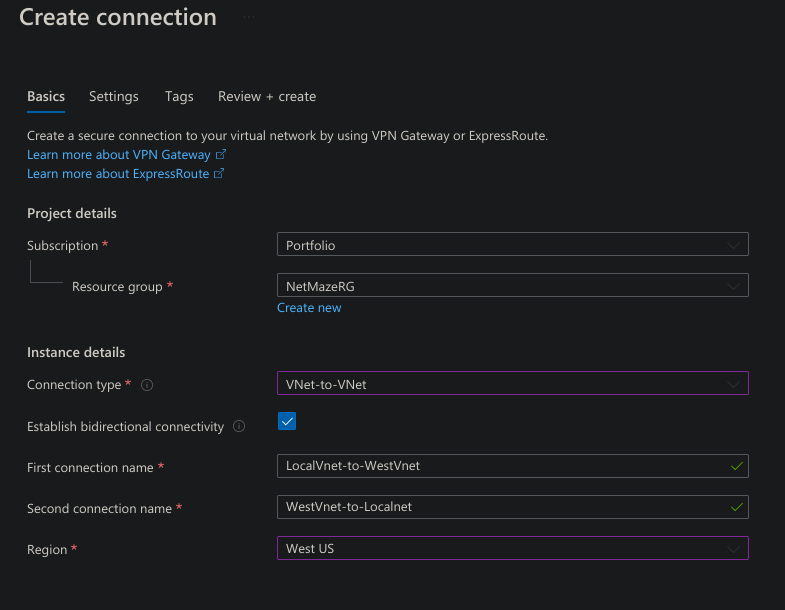 Create connection ...
Basics Settings Tags Review + create
Create a secure connection to your virtual network by using VPN Gateway or ExpressRoute.
Learn more about VPN Gateway
Learn more about ExpressRoute
Project details
Subscription * Portfolio
Resource group * NetMazeRG
Create new
Instance details
Connection type * VNet-to-VNet
Establish bidirectional connectivity
First connection name * LocalVnet-to-WestVnet
Second connection name * WestVnet-to-Localnet
Region * West US